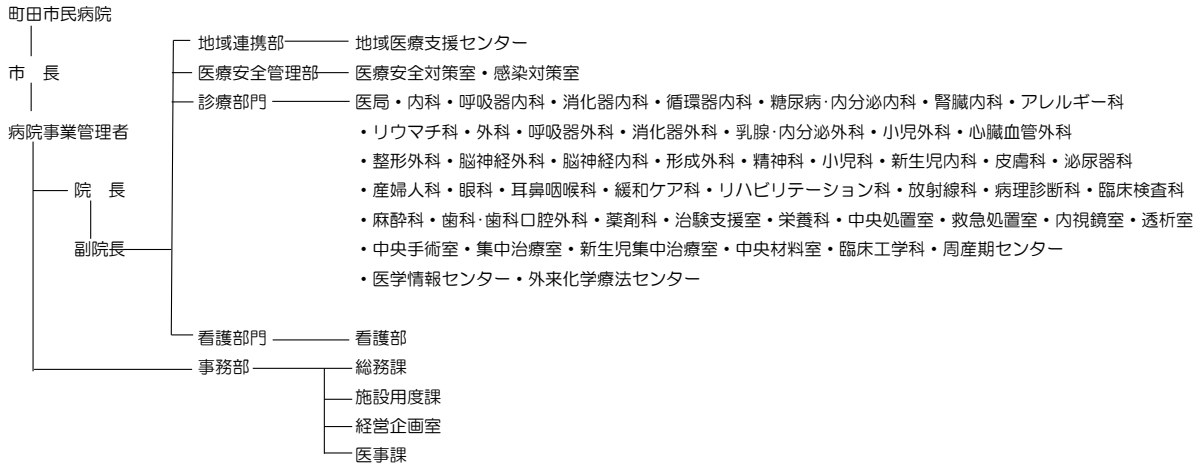 町田市民病院
地域連携部 地域医療支援センター
市 長 医療安全管理部 医療安全対策室・感染対策室
診療部門 医局・内科・呼吸器内科・消化器内科・循環器内科・糖尿病･内分泌内科・腎臓内科・アレルギー科
病院事業管理者 ・リウマチ科・外科・呼吸器外科・消化器外科・乳腺･内分泌外科・小児外科・心臓血管外科
・整形外科・脳神経外科・脳神経内科・形成外科・精神科・小児科・新生児内科・皮膚科・泌尿器科
院 長 ・産婦人科・眼科・耳鼻咽喉科・緩和ケア科・リハビリテーション科・放射線科・病理診断科・臨床検査科
・麻酔科・歯科･歯科口腔外科・薬剤科・治験支援室・栄養科・中央処置室・救急処置室・内視鏡室・透析室
副院長 ・中央手術室・集中治療室・新生児集中治療室・中央材料室・臨床工学科・周産期センター
・医学情報センター・外来化学療法センター
看護部門 看護部
事務部 総務課
施設用度課
経営企画室
医事課